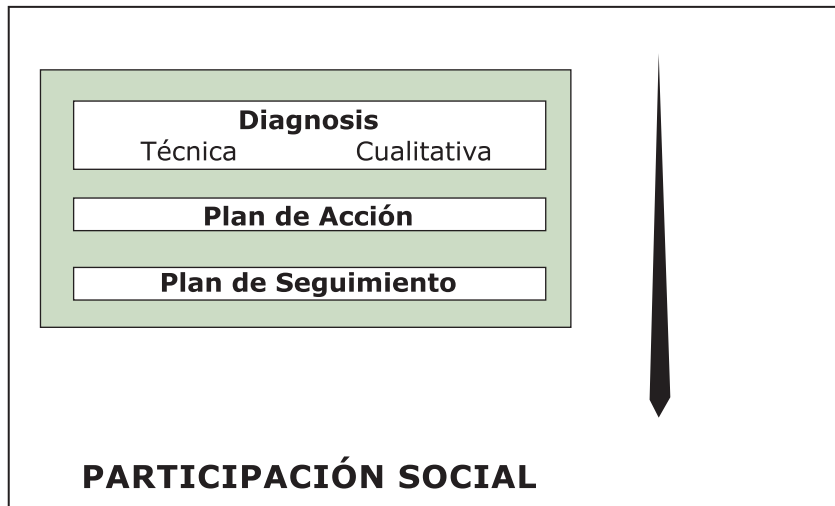 Diagnosis
Técnica Cualitativa
Plan de Acción
Plan de Seguimiento
PARTICIPACIÓN SOCIAL